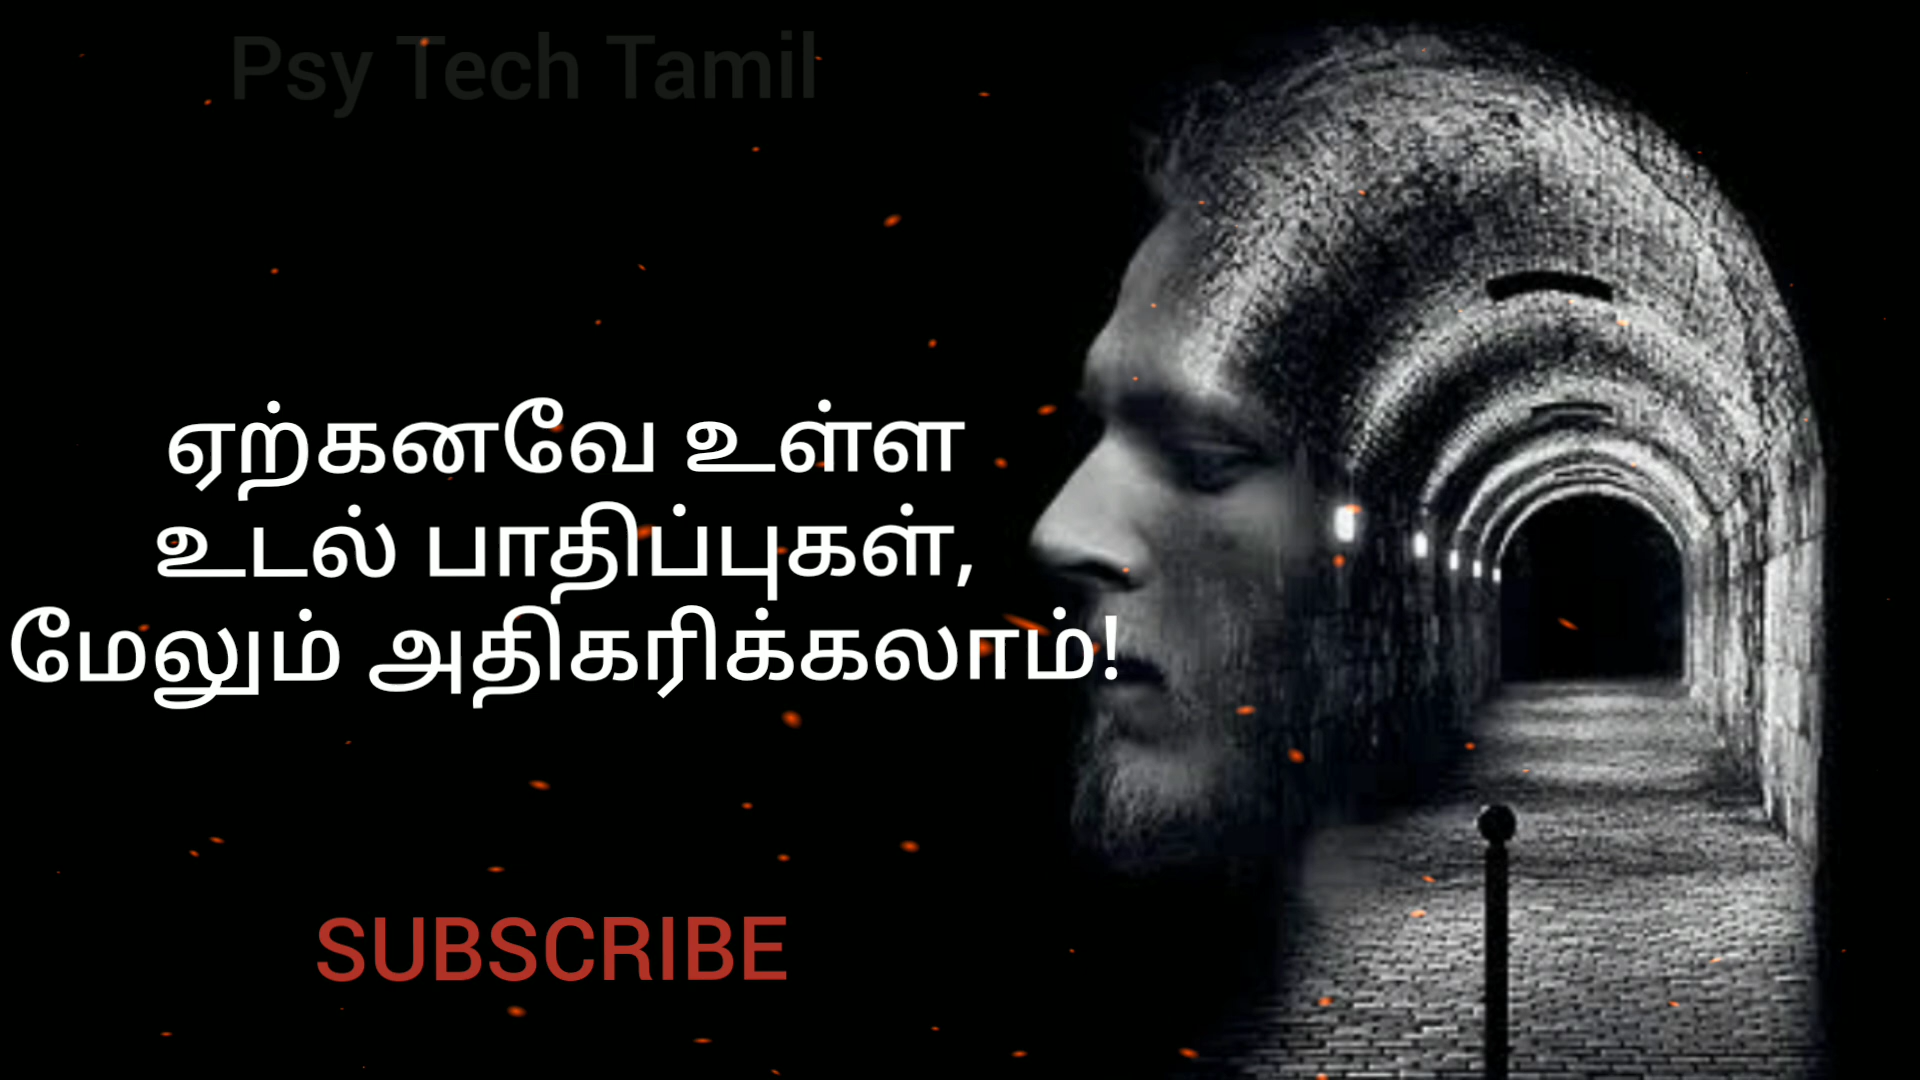 Psy Tech Tamil
ஏற்கனவே உள்ள
உடல் பாதிப்புகள்,
மேலும் அதிகரிக்கலாம்!
SUBSCRIBE